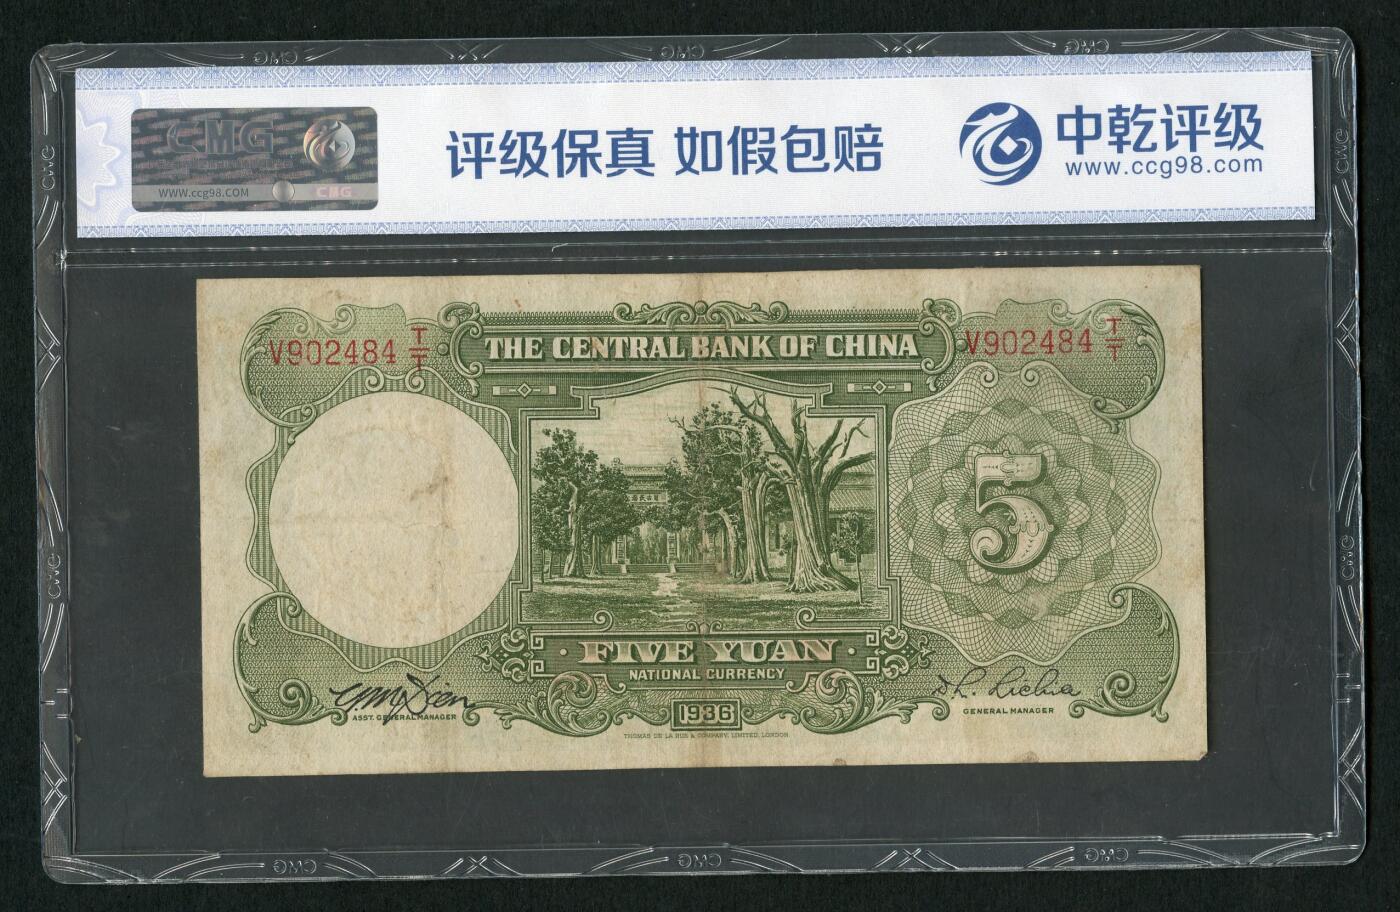 CMG
WWW.ccg98.COM
CMG
评级保真 如假包赔
中乾评级
www.ccg98.com
V902484 T/T
THE CENTRAL BANK OF CHINA
V902484 T/T
5
FIVE YUAN
NATIONAL CURRENCY
ASST. GENERAL MANAGER
1936
GENERAL MANAGER
THOMAS DE LA RUE & COMPANY, LIMITED, LONDON.